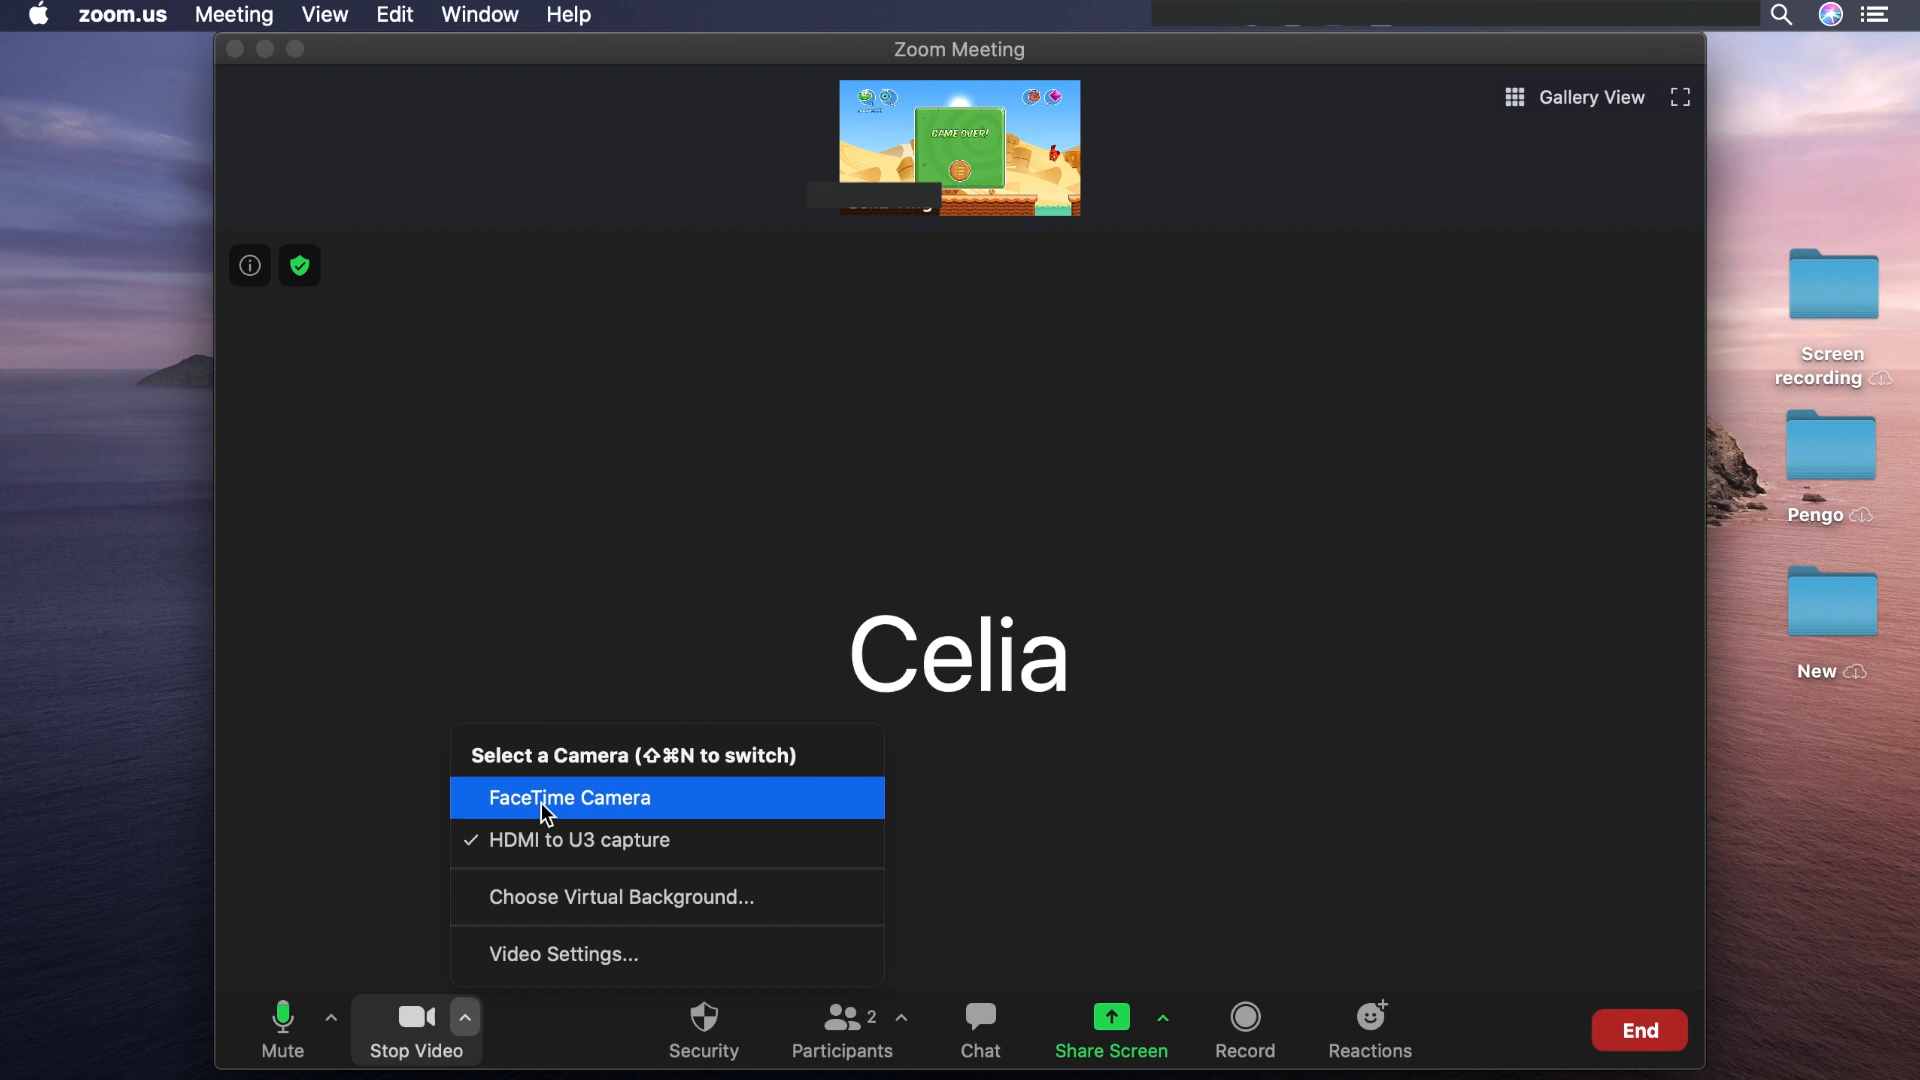 zoom.us Meeting View Edit Window Help
Zoom Meeting
GAME OVER!
Gallery View
Screen
recording
Pengo
New
Celia
Select a Camera (⇧⌘N to switch)
FaceTime Camera
✓ HDMI to U3 capture
Choose Virtual Background...
Video Settings...
2
Mute Stop Video Security Participants Chat Share Screen Record Reactions End